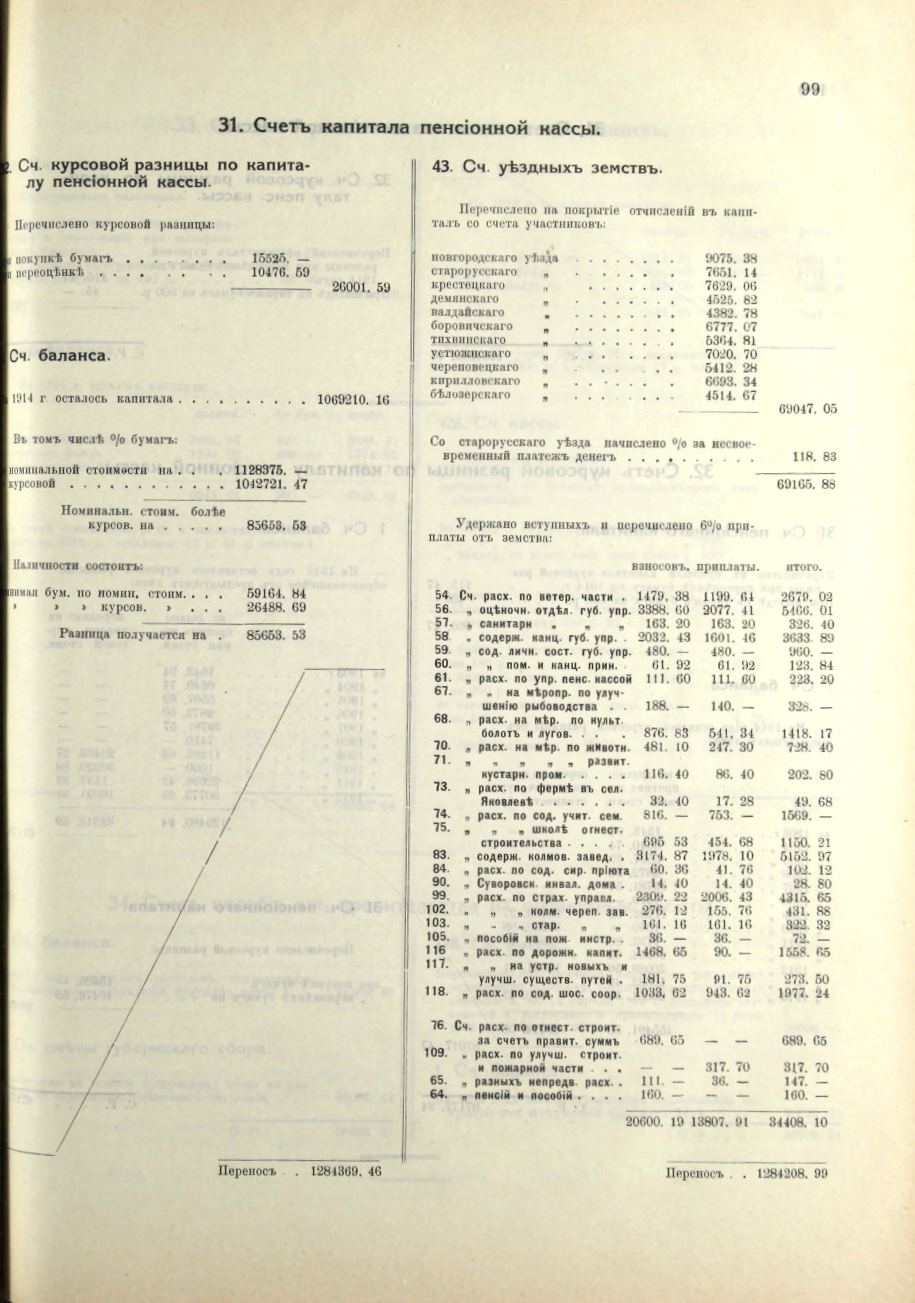 99
31. Счетъ капитала пенсіонной кассы.
Сч. курсовой разницы по капита-
лу пенсіонной кассы.
Перечислено курсовой разницы:
покупкѣ бумагъ . . . . . . . 15525. —
переоцѣнкѣ . . . . . . . 10476. 59
26001. 59
Сч. баланса.
1914 г. осталось капитала . . . . . . . . . . 1069210. 16
Въ томъ числѣ % бумагъ:
номинальной стоимости на . . . 1128375. —
курсовой . . . . . . . . . . . . 1042721. 47
Номинальн. стоим. болѣе
курсов. на . . . . . 85653. 53
Наличности состоитъ:
бум. по номин. стоим. . . . 59164. 84
» » » курсов. » . . . 26488. 69
Разница получается на . 85653. 53
Переносъ . . 1284369. 46
43. Сч. уѣздныхъ земствъ.
Перечислено на покрытіе отчисленій въ капи-
талъ со счета участниковъ:
новгородскаго уѣзда . . . . . . . . 9075. 38
старорусскаго „ . . . . . . . 7651. 14
крестецкаго „ . . . . . . . 7629. 06
демянскаго „ . . . . . . . . 4525. 82
валдайскаго „ . . . . . . . . 4382. 78
боровичскаго „ . . . . . . . . 6777. 07
тихвинскаго „ . . . . . . . . 5364. 81
устюжнскаго „ . . . . . . . . 7020. 70
череповецкаго „ . . . . . . 5412. 28
кирилловскаго „ . . . . . . . 6693. 34
бѣлозерскаго „ . . . . . . . . 4514. 67
69047. 05
Со старорусскаго уѣзда начислено % за несвое-
временный платежъ денегъ . . . . . . . . . . 118. 83
69165. 88
Удержано вступныхъ и перечислено 6% при-
платы отъ земства:
взносовъ. приплаты. итого.
54. Сч. расх. по ветер. части . 1479. 38 1199. 64 2679. 02
56. „ оцѣночн. отдѣл. губ. упр. 3388. 60 2077. 41 5466. 01
57. „ санитарн „ „ „ 163. 20 163. 20 326. 40
58 „ содерж. канц. губ. упр. . 2032. 43 1601. 46 3633 89
59 „ сод. личн. сост. губ. упр. 480. — 480. — 960. —
60. „ „ пом. и канц. прин. 61. 92 61. 92 123. 84
61. „ расх. по упр. пенс. кассой 111. 60 111. 60 223. 20
67. „ „ на мѣропр. по улуч-
шенію рыбоводства . . 188. — 140. — 328. —
68. „ расх. на мѣр. по культ.
болотъ и лугов. . . . 876. 83 541. 34 1418. 17
70. „ расх. на мѣр. по животн. 481. 10 247. 30 728. 40
71. „ „ „ „ „ развит.
кустарн. пром. . . . . 116. 40 86. 40 202. 80
73. „ расх. по фермѣ въ сел.
Яковлевѣ . . . . . . . 32. 40 17. 28 49. 68
74. „ расх. по сод. учит. сем. 816. — 753. — 1569. —
75. „ „ „ школѣ огнест.
строительства . . . . 695 53 454. 68 1150. 21
83. „ содерж. колмов. завед. . 3174. 87 1978. 10 5152. 97
84. „ расх. по сод. сир. пріюта 60. 36 41. 76 102. 12
90. „ Суворовск. инвал. дома . 14. 40 14. 40 28. 80
99. „ расх. по страх. управл. 2309. 22 2006. 43 4315. 65
102. „ „ „ колм. череп. зав. 276. 12 155. 76 431. 88
103. „ „ „ стар. „ „ 161. 16 161. 16 322. 32
105. „ пособій на пож. инстр. . 36. — 36. — 72. —
116 „ расх. по дорожн. капит. 1468. 65 90. — 1558. 65
117. „ „ на устр. новыхъ и
улучш. существ. путей . 181. 75 91. 75 273. 50
118. „ расх. по сод. шос. соор. 1033. 62 943. 62 1977. 24
76. Сч. расх. по огнест. строит.
за счетъ правит. суммъ 689. 65 — — 689. 65
109. „ расх. по улучш. строит.
и пожарной части . . . — — 317. 70 317. 70
65. „ разныхъ непредв. расх. . 111. — 36. — 147. —
64. „ пенсій и пособій . . . . 160. — — — 160. —
20600. 19 13807. 91 34408. 10
Переносъ . . 1284208. 99